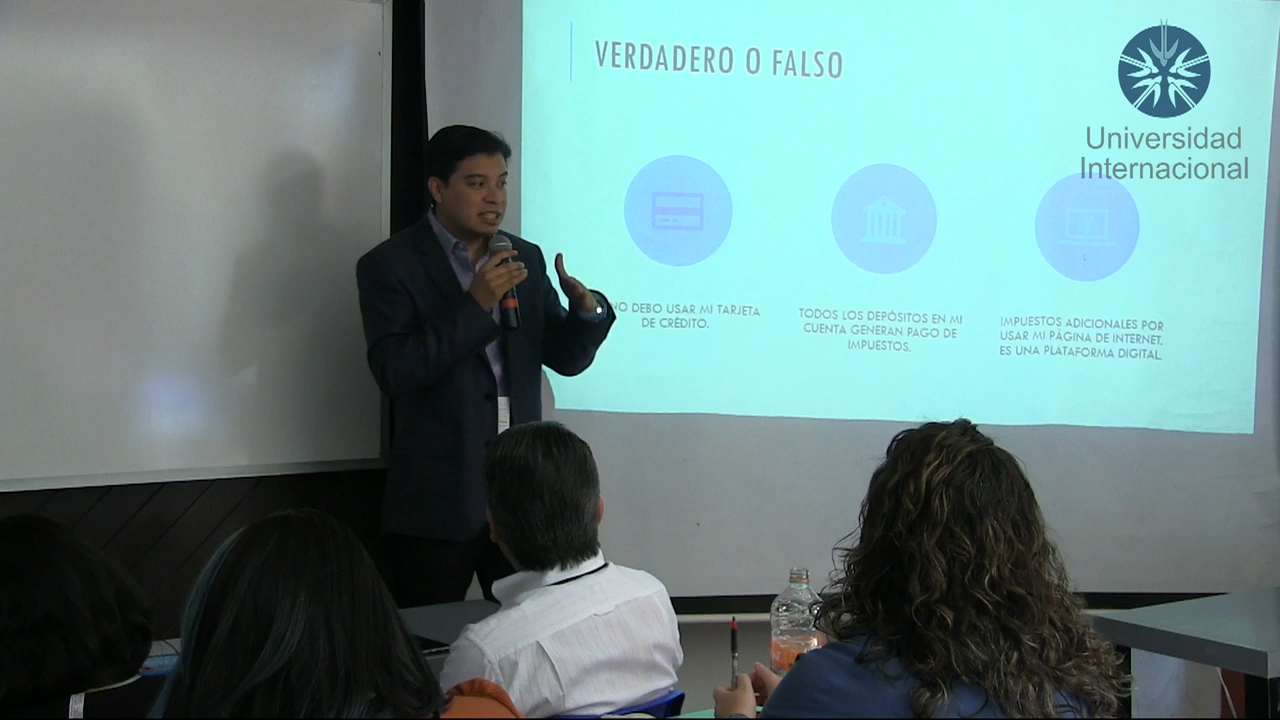 VERDADERO O FALSO
Universidad
Internacional
NO DEBO USAR MI TARJETA
DE CRÉDITO.
TODOS LOS DEPÓSITOS EN MI
CUENTA GENERAN PAGO DE
IMPUESTOS.
IMPUESTOS ADICIONALES POR
USAR MI PÁGINA DE INTERNET.
ES UNA PLATAFORMA DIGITAL.